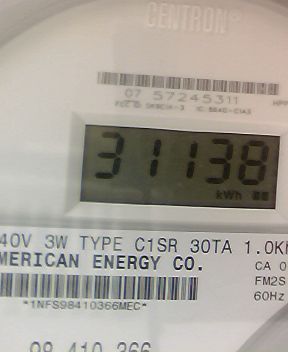 CENTRON®
07 57245311
31138
kWh
40V 3W TYPE C1SR 30TA 1.0K
MERICAN ENERGY CO.
CA 0
FM2S
60Hz
*1NFS98410366MEC*
98 410 366